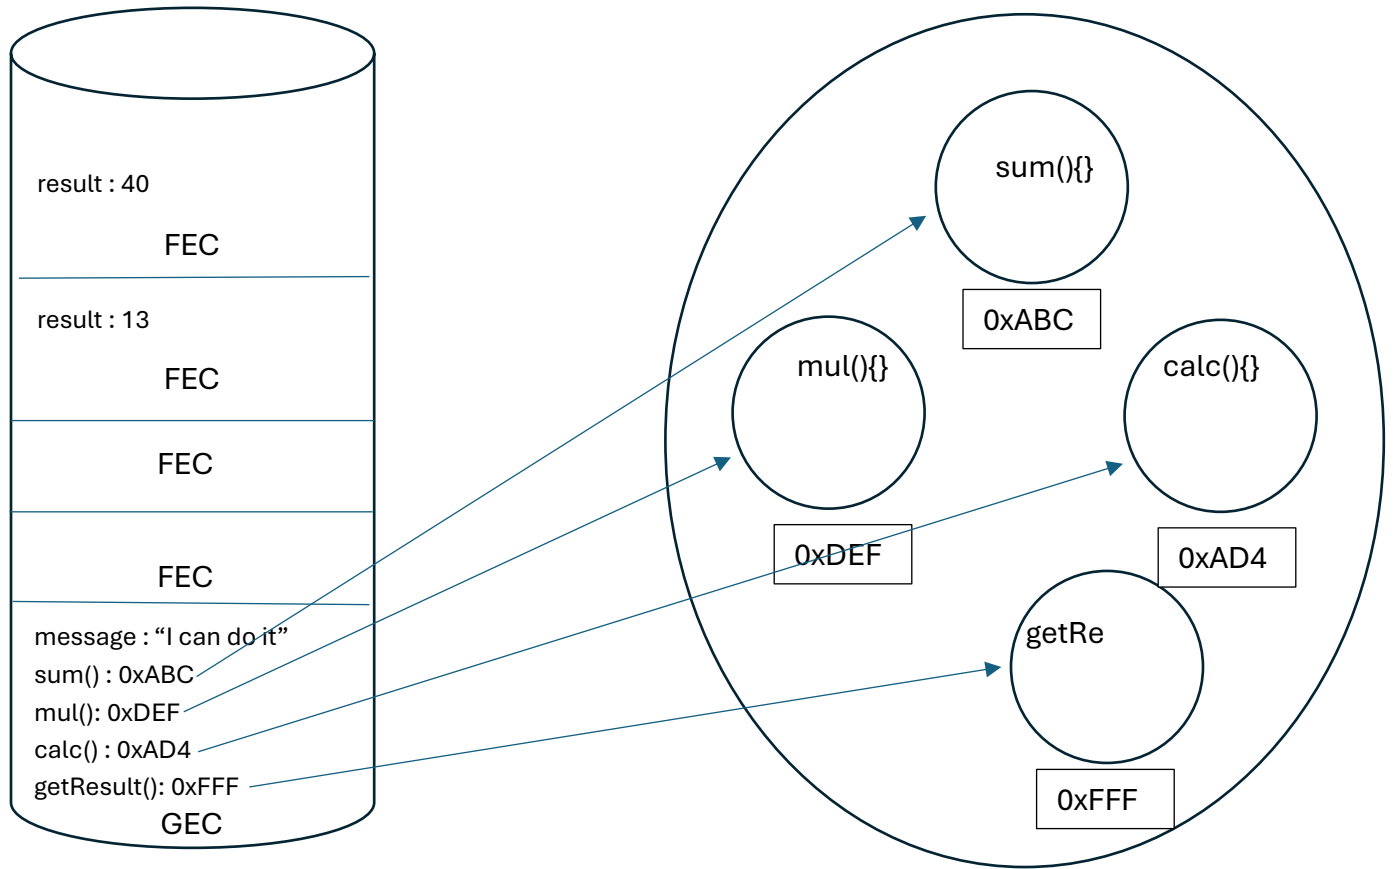 result : 40
FEC
result : 13
FEC
FEC
FEC
message : “I can do it”
sum() : 0xABC
mul(): 0xDEF
calc() : 0xAD4
getResult(): 0xFFF
GEC
sum(){}
0xABC
mul(){}
0xDEF
calc(){}
0xAD4
getRe
0xFFF